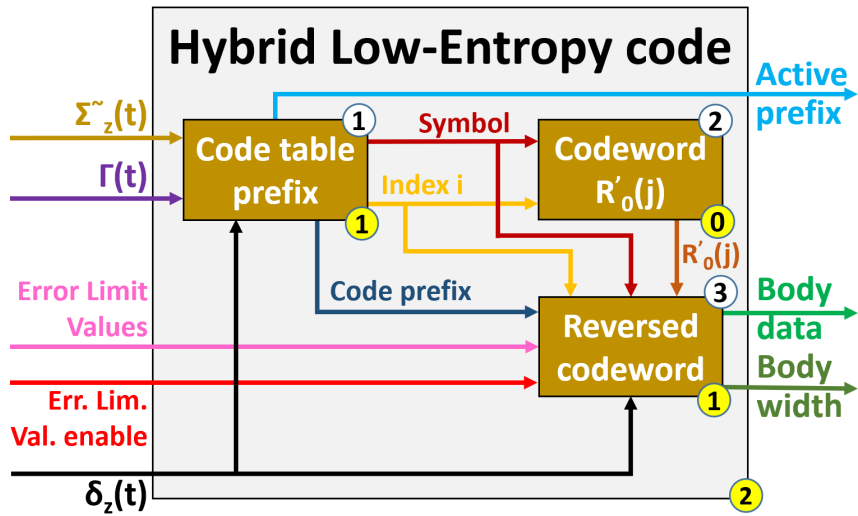 Hybrid Low-Entropy code
Active
prefix
Σ˜z(t)
Γ(t)
1
Code table
prefix
1
Symbol
Index i
2
Codeword
R'0(j)
0
R'0(j)
Error Limit
Values
Code prefix
3
Reversed
codeword
1
Body
data
Body
width
Err. Lim.
Val. enable
δz(t)
2